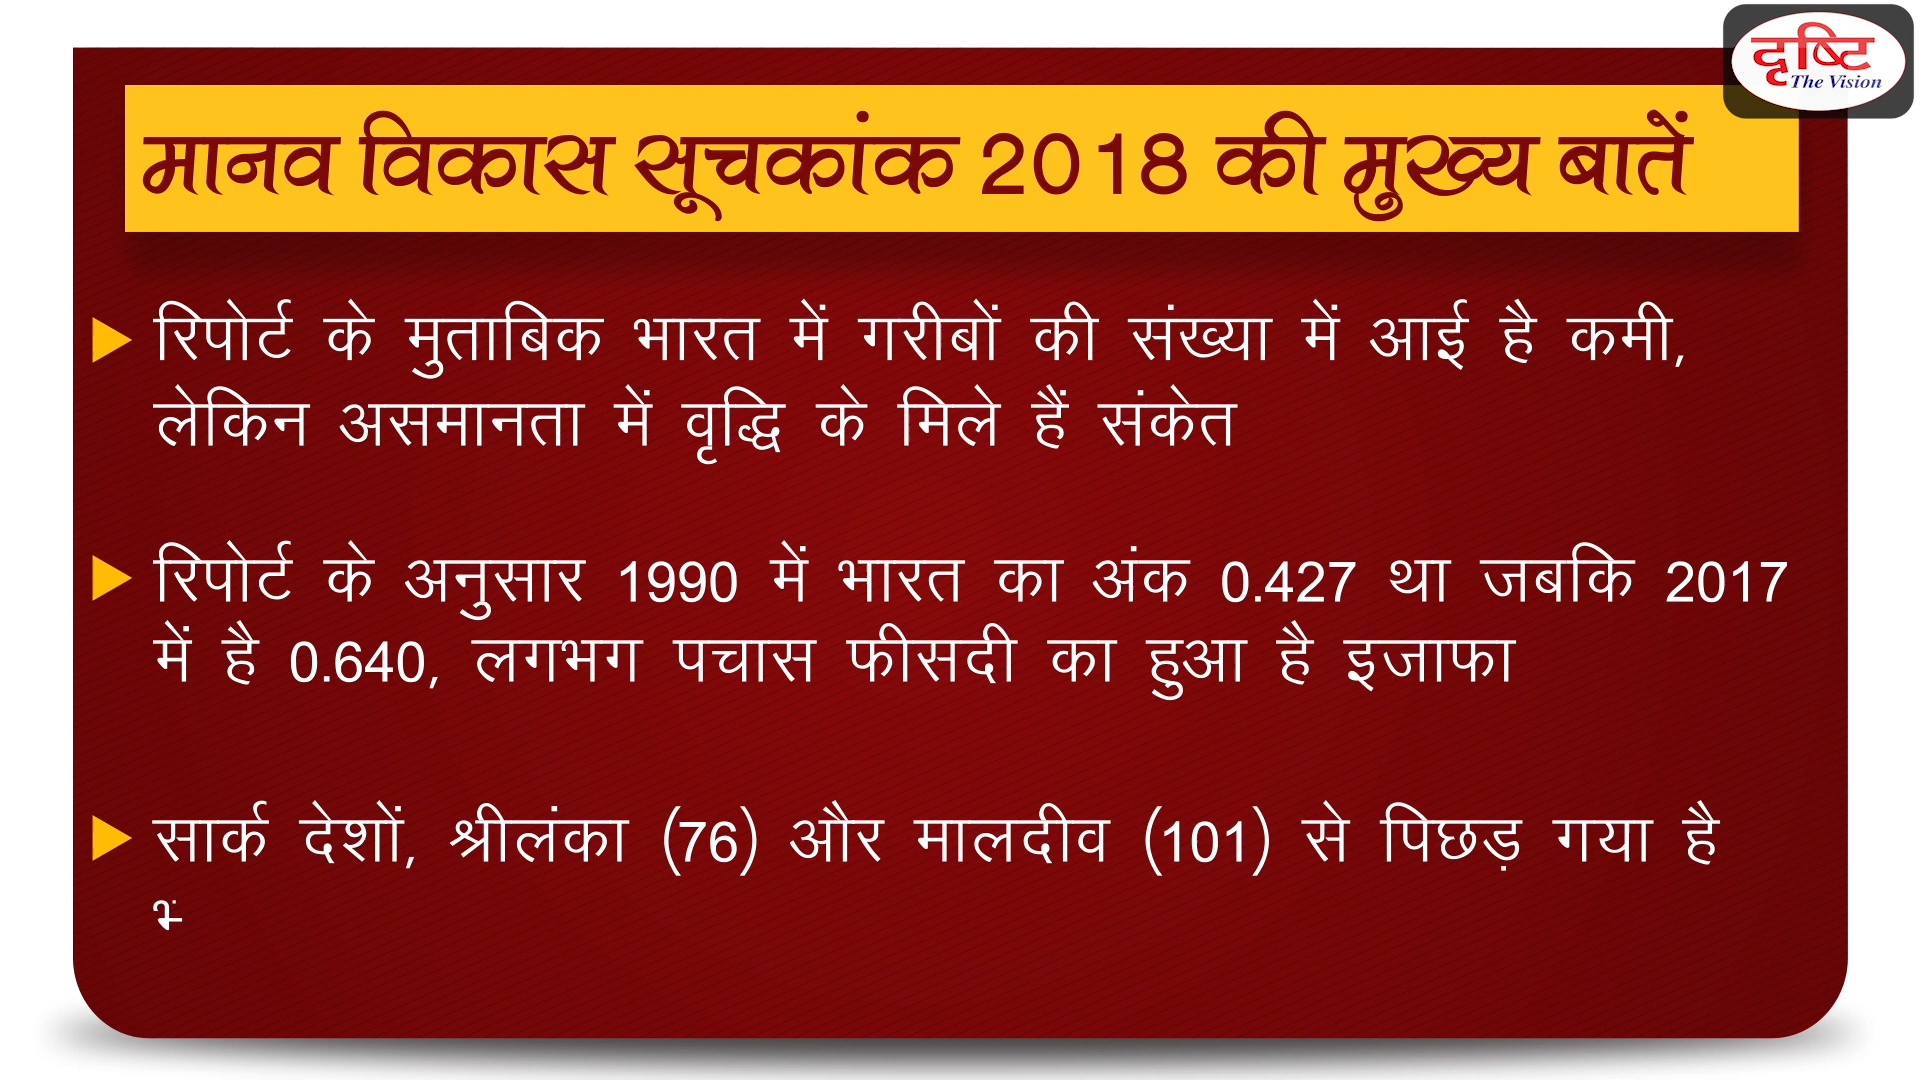 दृष्टि
The Vision
मानव विकास सूचकांक 2018 की मुख्य बातें
रिपोर्ट के मुताबिक भारत में गरीबों की संख्या में आई है कमी,
लेकिन असमानता में वृद्धि के मिले हैं संकेत
रिपोर्ट के अनुसार 1990 में भारत का अंक 0.427 था जबकि 2017
में है 0.640, लगभग पचास फीसदी का हुआ है इजाफा
सार्क देशों, श्रीलंका (76) और मालदीव (101) से पिछड़ गया है